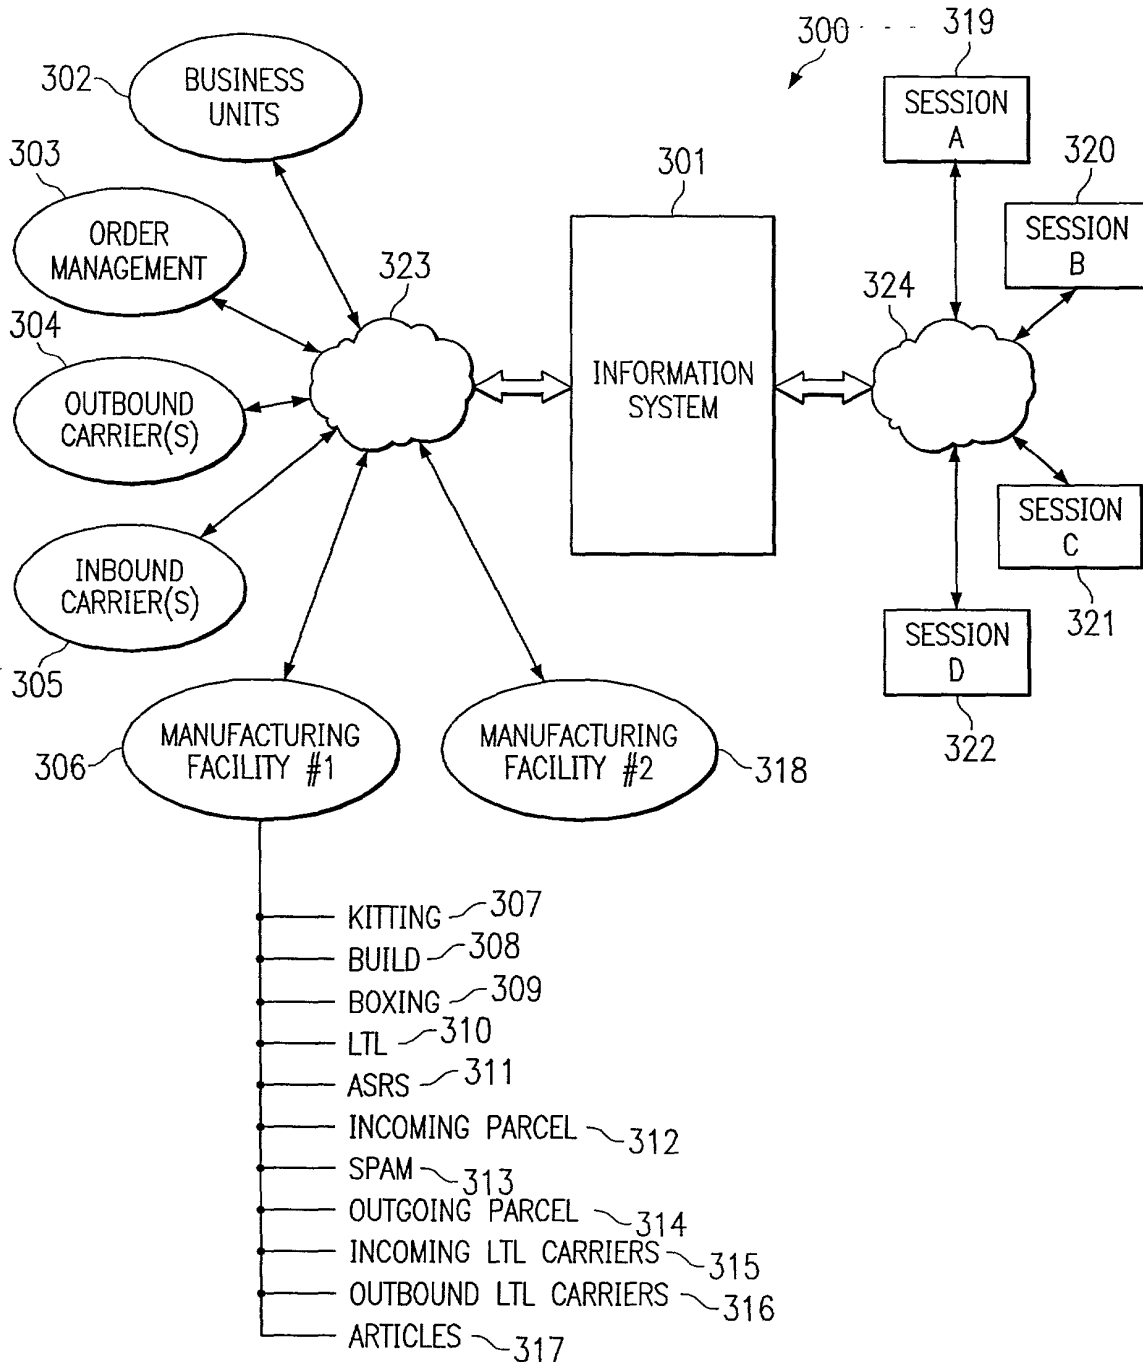 300
319
302
BUSINESS
UNITS
SESSION
A
303
301
320
ORDER
MANAGEMENT
SESSION
B
323
324
304
OUTBOUND
CARRIER(S)
INFORMATION
SYSTEM
SESSION
C
321
INBOUND
CARRIER(S)
305
SESSION
D
322
306
MANUFACTURING
FACILITY #1
MANUFACTURING
FACILITY #2
318
KITTING 307
BUILD 308
BOXING 309
LTL 310
ASRS 311
INCOMING PARCEL 312
SPAM 313
OUTGOING PARCEL 314
INCOMING LTL CARRIERS 315
OUTBOUND LTL CARRIERS 316
ARTICLES 317